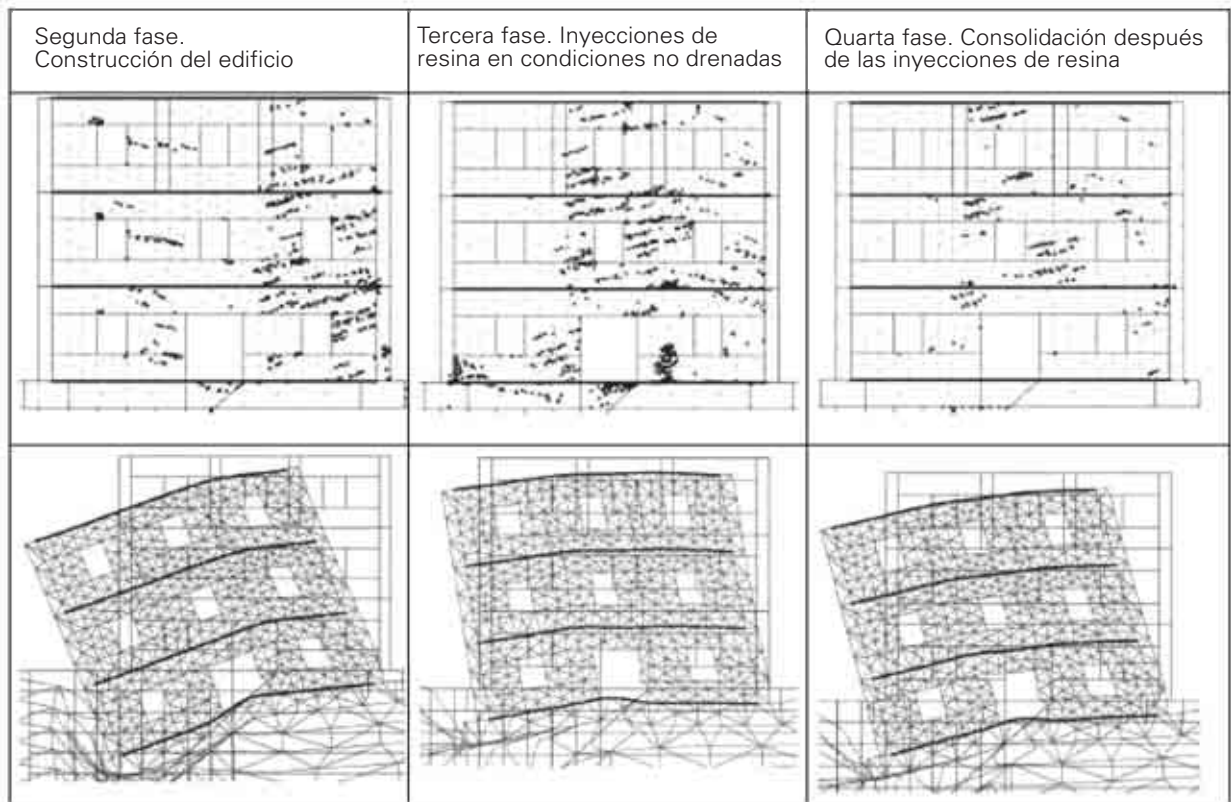 Segunda fase.
Construcción del edificio
Tercera fase. Inyecciones de
resina en condiciones no drenadas
Quarta fase. Consolidación después
de las inyecciones de resina